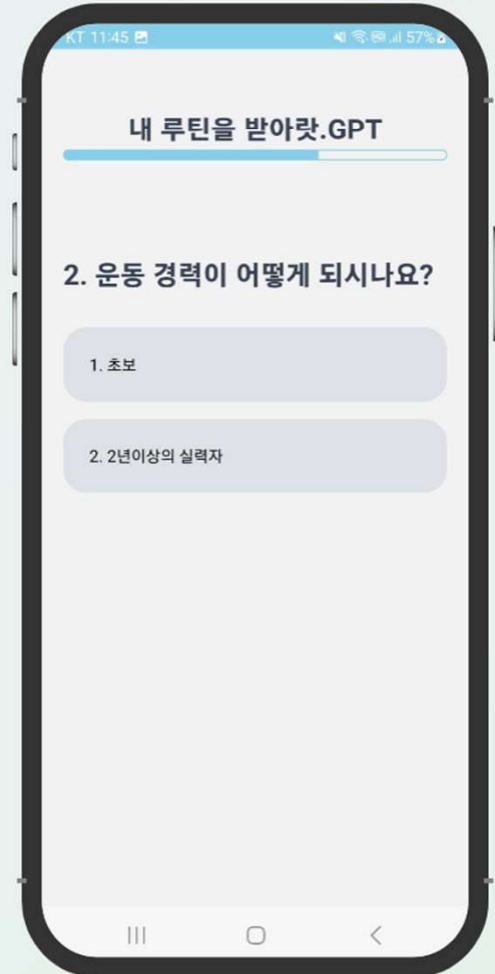 KT 11:45 57%
내 루틴을 받아랏.GPT
2. 운동 경력이 어떻게 되시나요?
1. 초보
2. 2년이상의 실력자